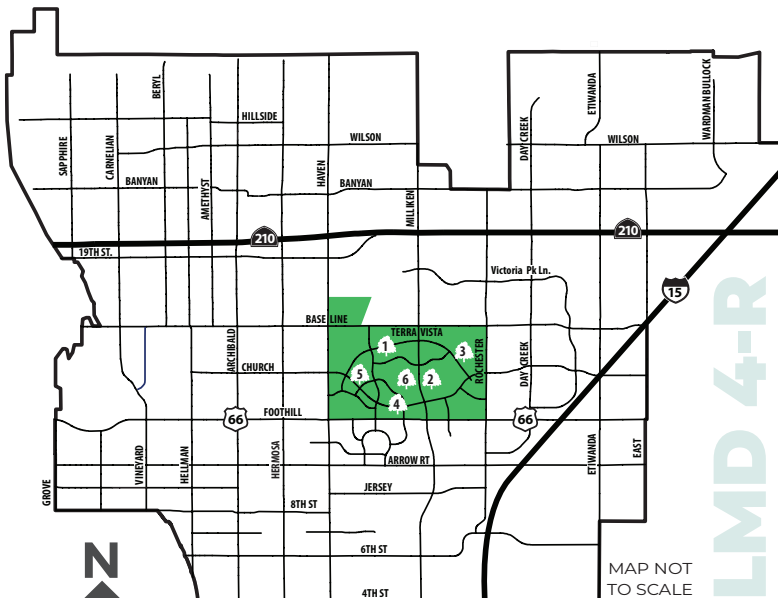 BERYL
HILLSIDE
SAPPHIRE
CARNELIAN
BANYAN
AMETHYST
WILSON
HAVEN
BANYAN
MILLIKEN
DAY CREEK
ETIWANDA
WILSON
WARDMAN BULLOCK
210
210
19TH ST.
Victoria Pk Ln.
15
BASE LINE
TERRA VISTA
1
3
ROCHESTER
DAY CREEK
ARCHIBALD
CHURCH
5
6
2
4
FOOTHILL
66
66
GROVE
VINEYARD
HELLMAN
HERMOSA
ARROW RT
ETIWANDA
EAST
JERSEY
8TH ST
6TH ST
4TH ST
N
MAP NOT
TO SCALE
LMD 4-R